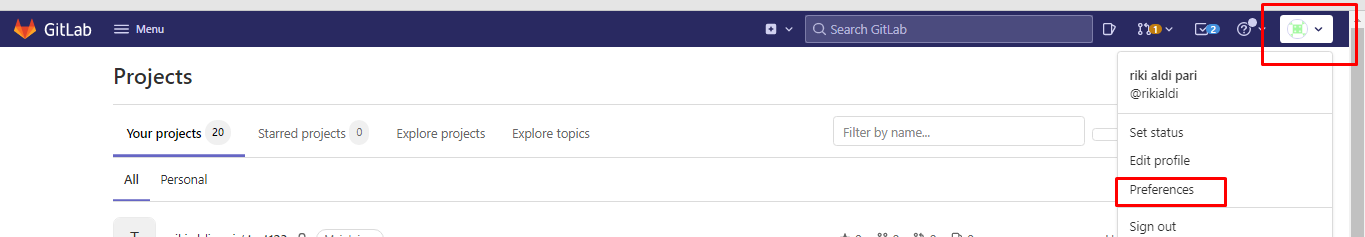 GitLab
Menu
Search GitLab
1
2
Projects
riki aldi pari
@rikialdi
Your projects 20
Starred projects 0
Explore projects
Explore topics
Filter by name...
Set status
Edit profile
All
Personal
Preferences
Sign out